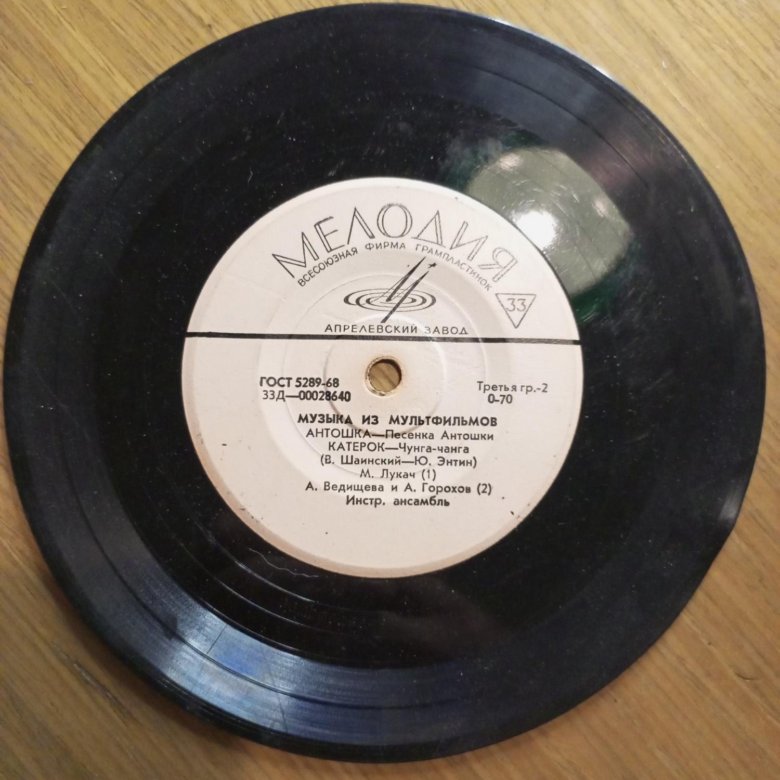 МЕЛОДИЯ
ВСЕСОЮЗНАЯ ФИРМА ГРАМПЛАСТИНОК
33
АПРЕЛЕВСКИЙ ЗАВОД
ГОСТ 5289-68
Третья гр.-2
33Д—00028640
0-70
МУЗЫКА ИЗ МУЛЬТФИЛЬМОВ
АНТОШКА—Песенка Антошки
КАТЕРОК—Чунга-чанга
(В. Шаинский—Ю. Энтин)
М. Лукач (1)
А. Ведищева и А. Горохов (2)
Инстр. ансамбль